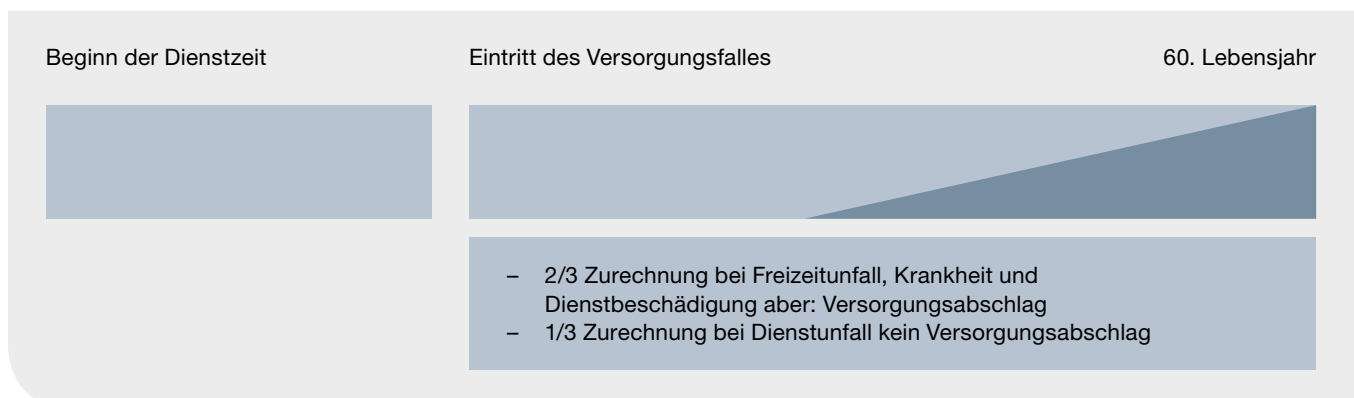 Beginn der Dienstzeit
Eintritt des Versorgungsfalles
60. Lebensjahr
– 2/3 Zurechnung bei Freizeitunfall, Krankheit und
Dienstbeschädigung aber: Versorgungsabschlag
– 1/3 Zurechnung bei Dienstunfall kein Versorgungsabschlag